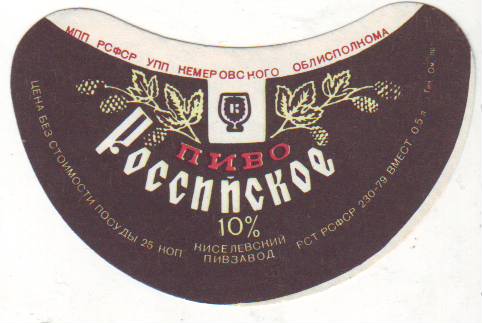 МПП РСФСР УПП КЕМЕРОВСКОГО ОБЛИСПОЛКОМА
К
ПИВО
Российское
10%
КИСЕЛЕВСКИЙ
ПИВЗАВОД
ЦЕНА БЕЗ СТОИМОСТИ ПОСУДЫ 25 КОП
РСТ РСФСР 230-79 ВМЕСТ 0,5 л